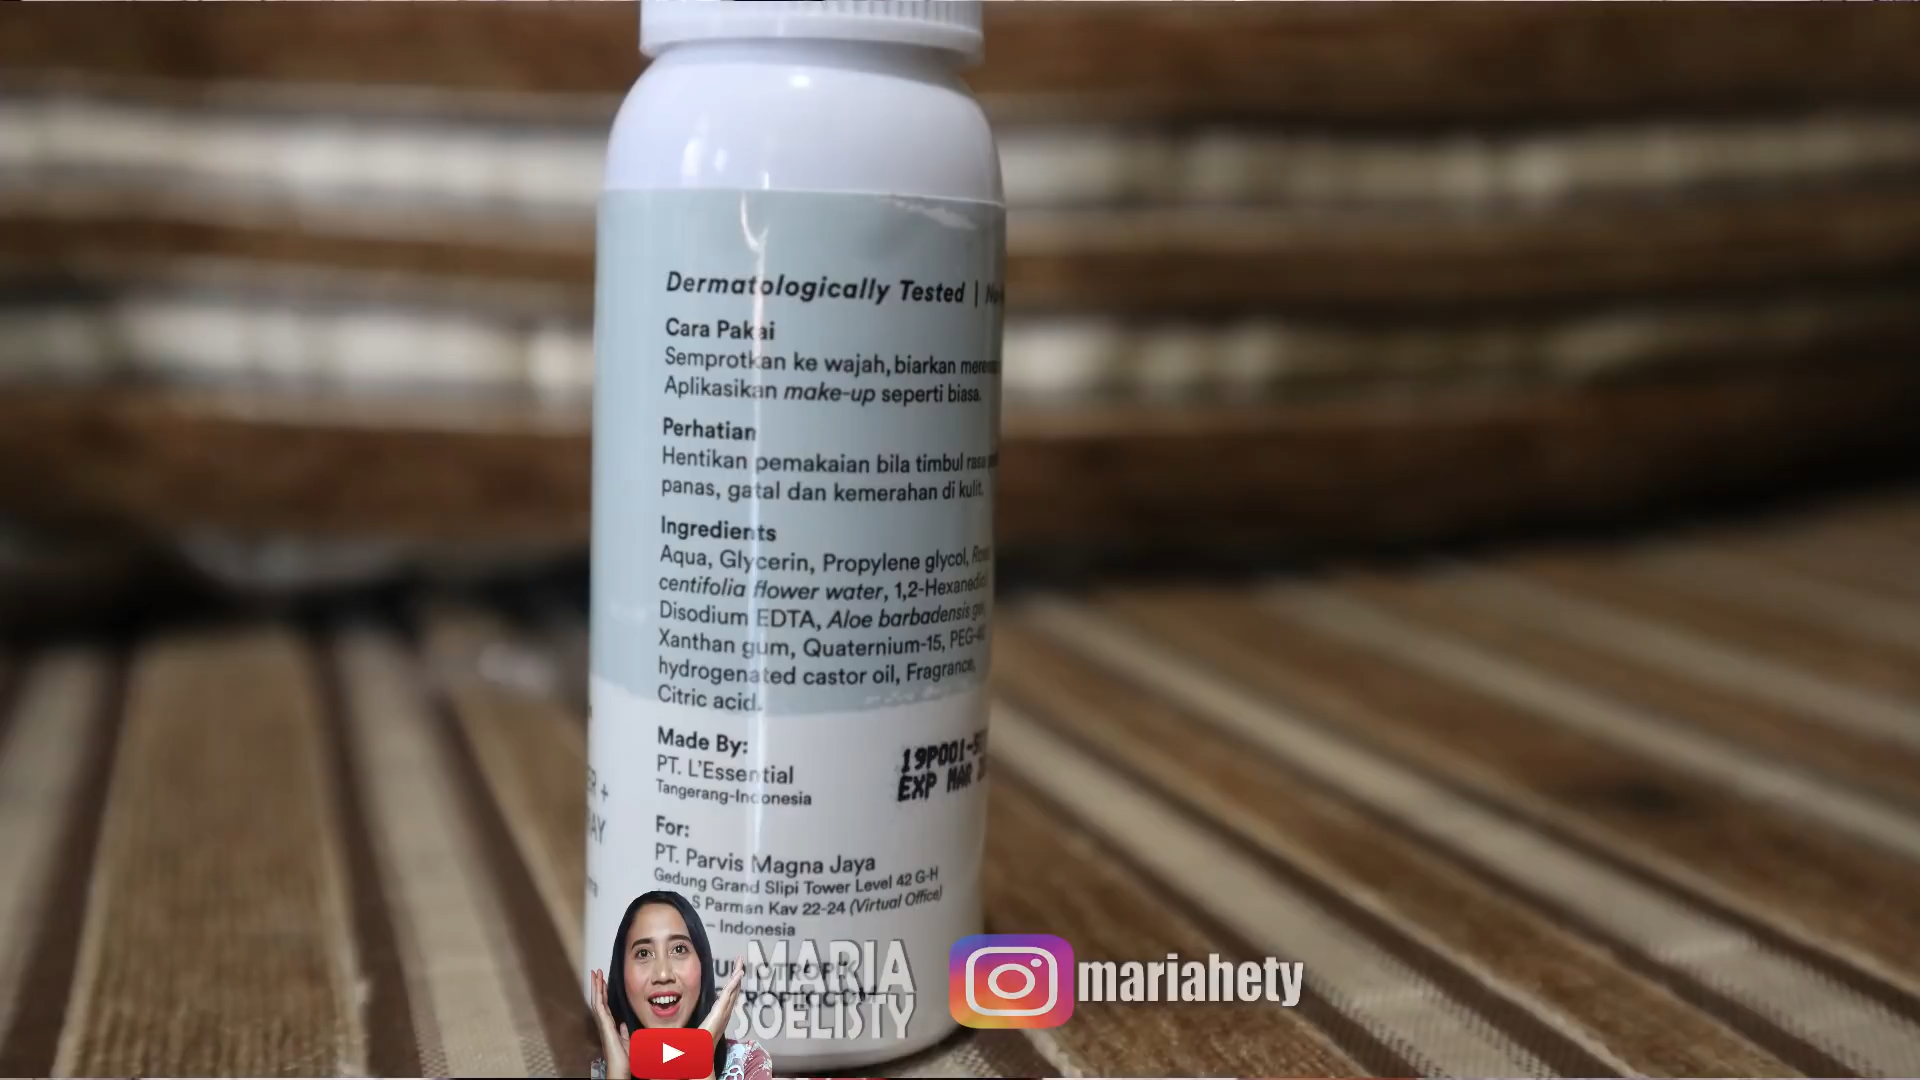 Dermatologically Tested |
Cara Pakai
Semprotkan ke wajah, biarkan
Aplikasikan make-up seperti biasa.
Perhatian
Hentikan pemakaian bila timbul rasa
panas, gatal dan kemerahan di kulit.
Ingredients
Aqua, Glycerin, Propylene glycol,
centifolia flower water, 1,2-Hexanediol
Disodium EDTA, Aloe barbadensis gel,
Xanthan gum, Quaternium-15,
hydrogenated castor oil, Fragrance,
Citric acid.
Made By:
PT. L'Essential
Tangerang-Indonesia
19P001-
EXP MAR
For:
PT. Parvis Magna Jaya
Gedung Grand Slipi Tower Level 42 G-H
S Parman Kav 22-24 (Virtual Office)
– Indonesia
MARIA
SOELISTY
mariahety